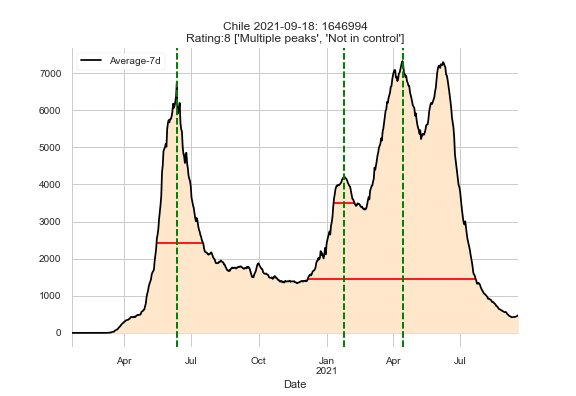 Chile 2021-09-18: 1646994
Rating:8 ['Multiple peaks', 'Not in control']
Average-7d
7000
6000
5000
4000
3000
2000
1000
0
Apr Jul Oct Jan Apr Jul
2021
Date